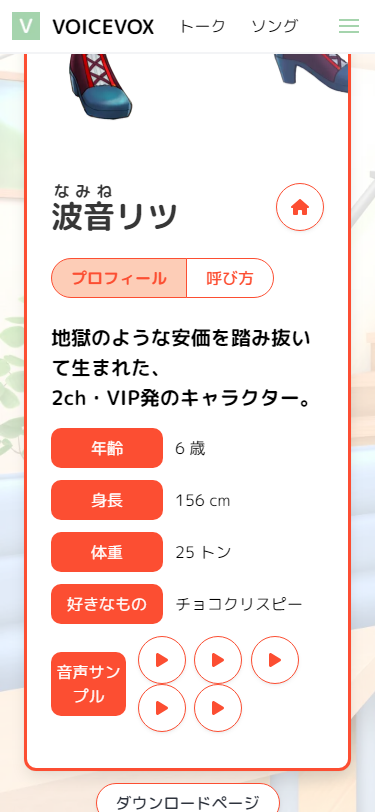 V VOICEVOX トーク ソング
なみね
波音リツ
プロフィール 呼び方
地獄のような安価を踏み抜い
て生まれた、
2ch・VIP発のキャラクター。
年齢 6 歳
身長 156 cm
体重 25 トン
好きなもの チョコクリスピー
音声サン
プル
ダウンロードページ